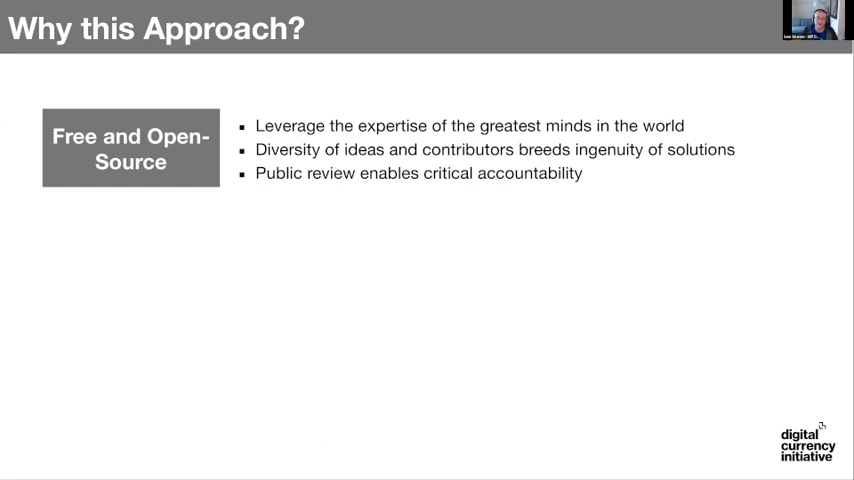 Why this Approach?
Free and Open-
Source
▪ Leverage the expertise of the greatest minds in the world
▪ Diversity of ideas and contributors breeds ingenuity of solutions
▪ Public review enables critical accountability
digital
currency
initiative